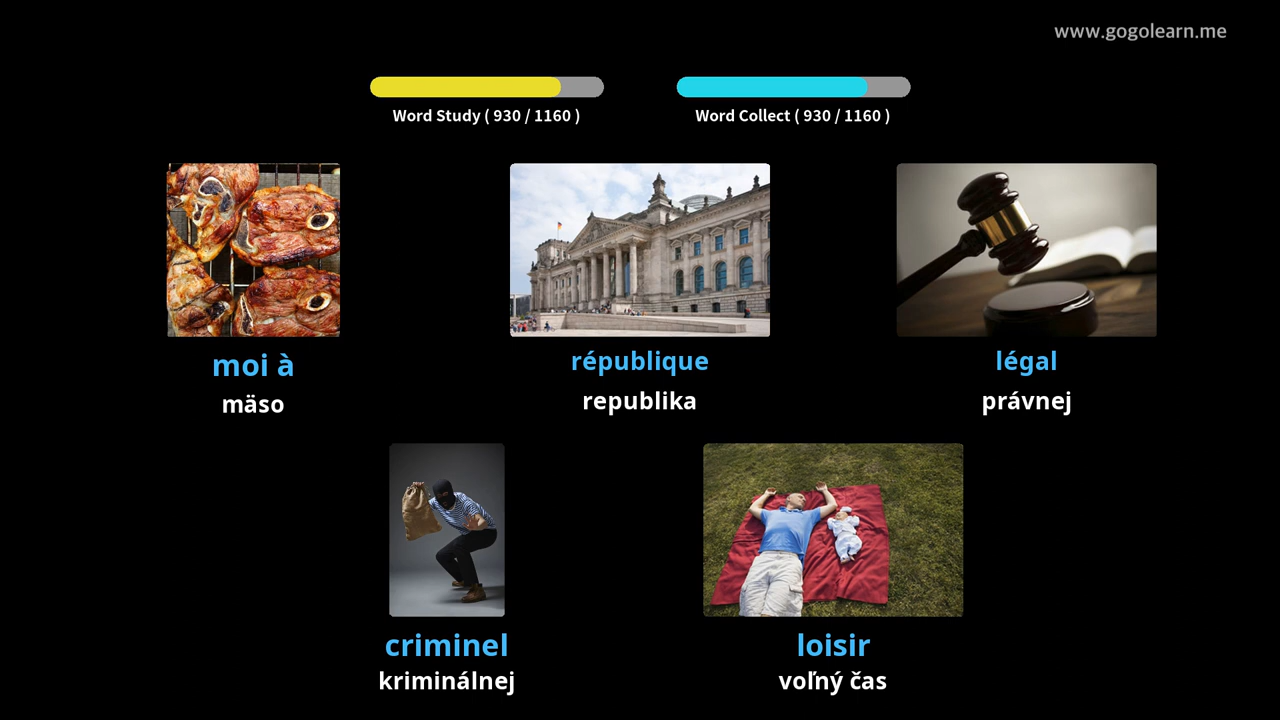 www.gogolearn.me
Word Study ( 930 / 1160 )
Word Collect ( 930 / 1160 )
moi à
mäso
république
republika
légal
právnej
criminel
kriminálnej
loisir
voľný čas